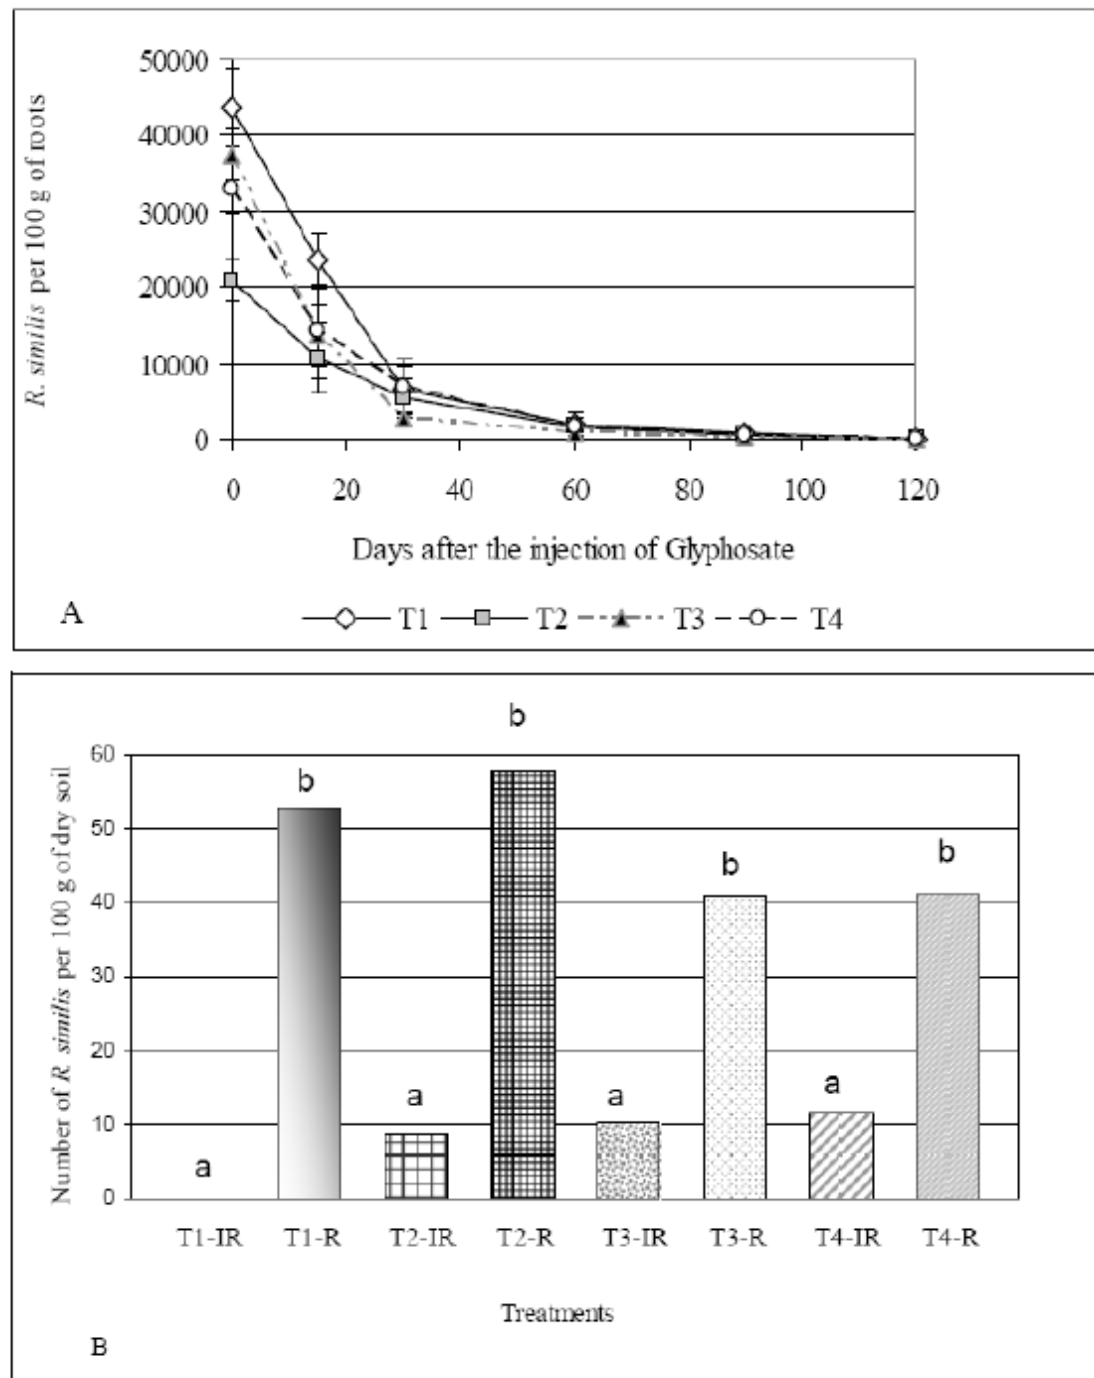 50000
40000
30000
20000
10000
0
R. similis per 100 g of roots
0 20 40 60 80 100 120
Days after the injection of Glyphosate
A
T1 T2 T3 T4
b
60
b
50
b
b
40
30
20
a
a
a
10
a
0
Number of R similis per 100 g of dry soil
T1-IR T1-R T2-IR T2-R T3-IR T3-R T4-IR T4-R
Treatments
B